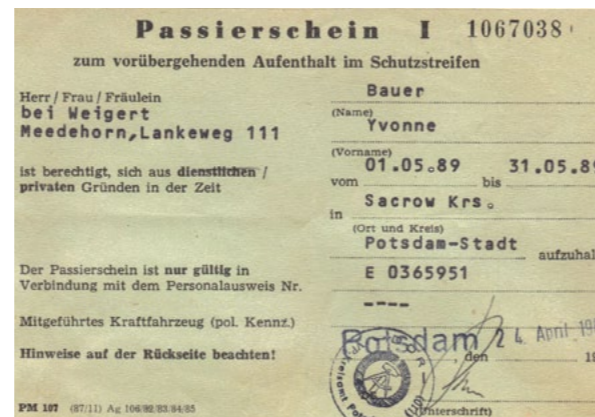 Passierschein I 1067038
zum vorübergehenden Aufenthalt im Schutzstreifen
Herr / Frau / Fräulein
bei Weigert
Meedehorn,Lankeweg 111
Bauer
(Name)
Yvonne
(Vorname)
ist berechtigt, sich aus dienstlichen /
privaten Gründen in der Zeit
vom 01.05.89 bis 31.05.89
in Sacrow Krs.
(Ort und Kreis)
Potsdam-Stadt aufzuhal
Der Passierschein ist nur gültig in
Verbindung mit dem Personalausweis Nr.
E 0365951
Mitgeführtes Kraftfahrzeug (pol. Kennz.)
----
Hinweise auf der Rückseite beachten!
Potsdam, den 24. April 19
(Unterschrift)
PM 107 (87/11) Ag 106/82/83/84/85